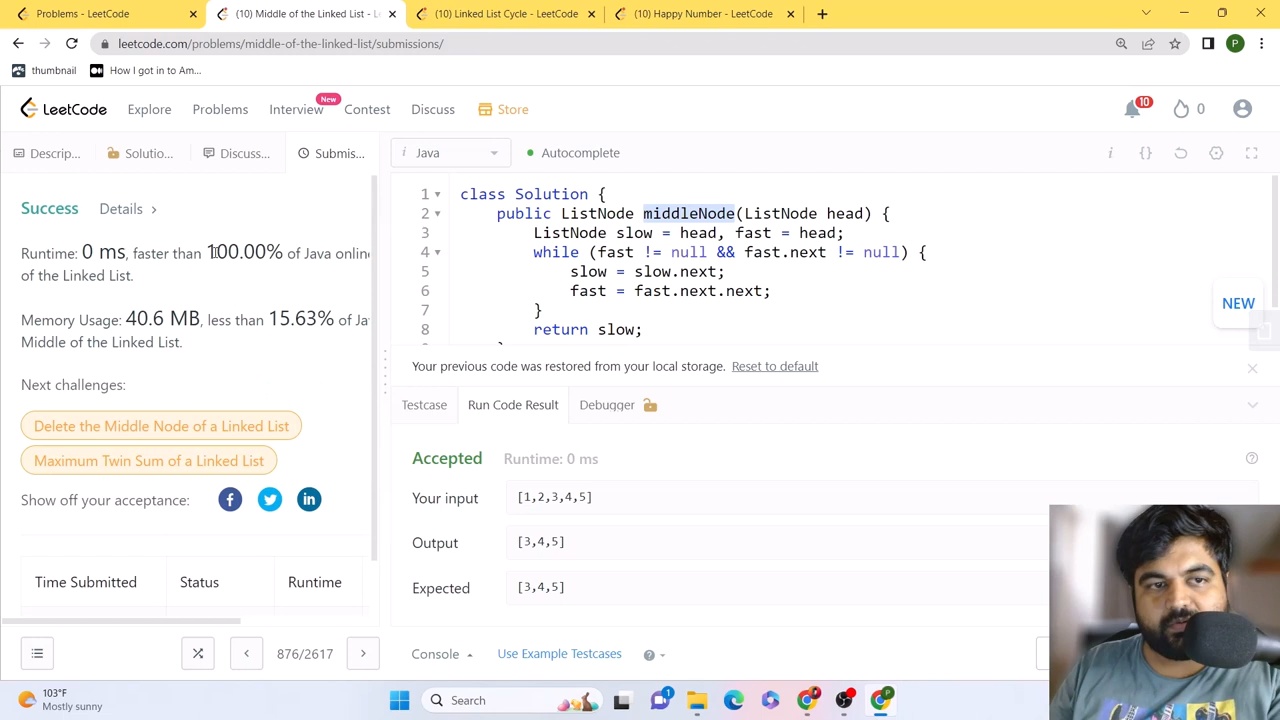 Problems - LeetCode
(10) Middle of the Linked List -
(10) Linked List Cycle - LeetCode
(10) Happy Number - LeetCode
leetcode.com/problems/middle-of-the-linked-list/submissions/
P
thumbnail
How I got in to Am...
LeetCode
Explore
Problems
Interview
New
Contest
Discuss
Store
10
0
Descrip...
Solutio...
Discuss...
Submis...
i Java
Autocomplete
i
{}
Success
Details
Runtime: 0 ms, faster than 100.00% of Java online
of the Linked List.
Memory Usage: 40.6 MB, less than 15.63% of Ja
Middle of the Linked List.
Next challenges:
Delete the Middle Node of a Linked List
Maximum Twin Sum of a Linked List
Show off your acceptance:
Time Submitted
Status
Runtime
876/2617
1 class Solution {
2 public ListNode middleNode(ListNode head) {
3 ListNode slow = head, fast = head;
4 while (fast != null && fast.next != null) {
5 slow = slow.next;
6 fast = fast.next.next;
7 }
8 return slow;
NEW
Your previous code was restored from your local storage. Reset to default
Testcase
Run Code Result
Debugger
Accepted
Runtime: 0 ms
Your input
[1,2,3,4,5]
Output
[3,4,5]
Expected
[3,4,5]
Console
Use Example Testcases
103°F
Mostly sunny
Search
1